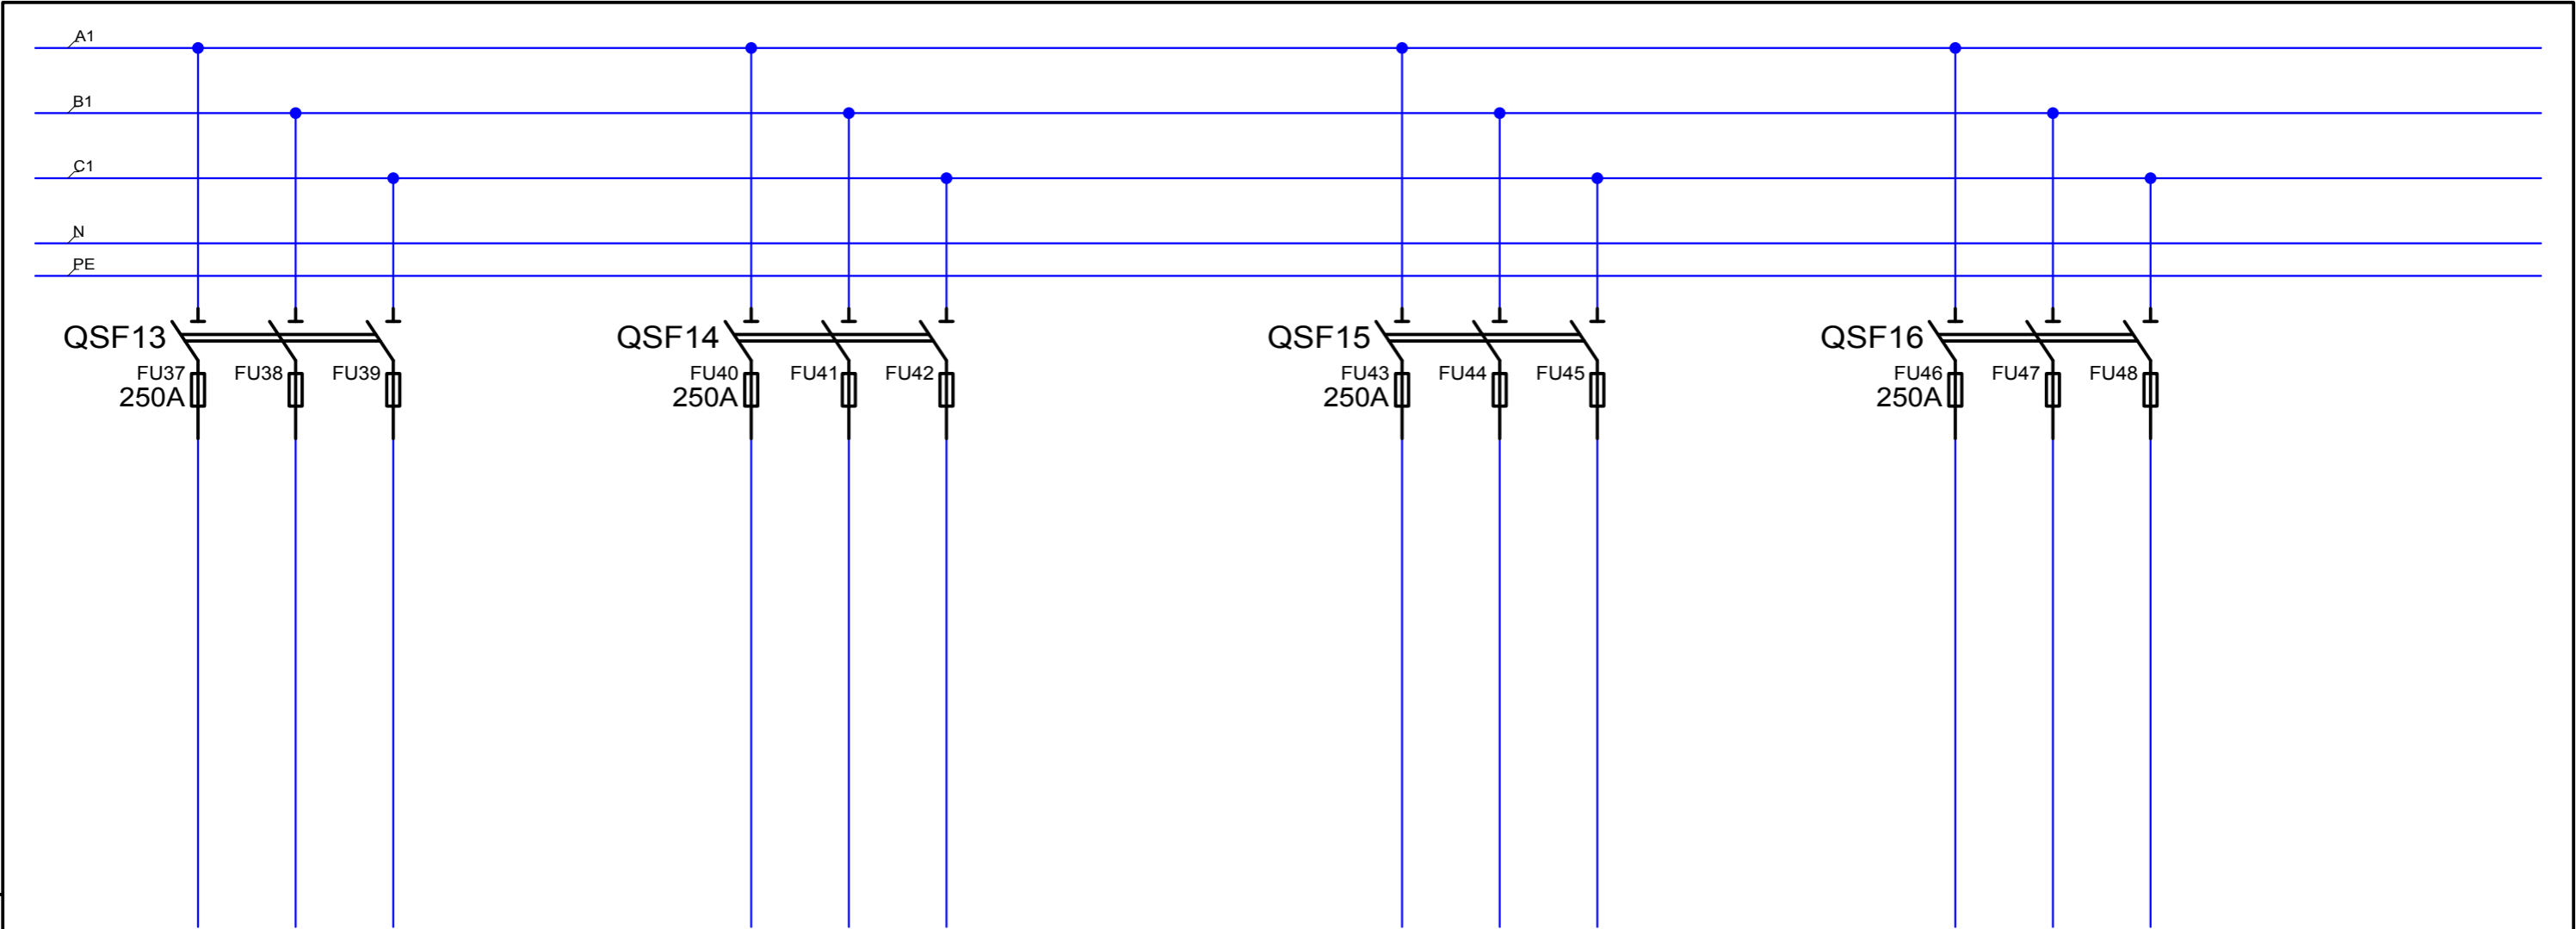 A1
B1
C1
N
PE
QSF13 QSF14 QSF15 QSF16
FU37 FU38 FU39 FU40 FU41 FU42 FU43 FU44 FU45 FU46 FU47 FU48
250A 250A 250A 250A